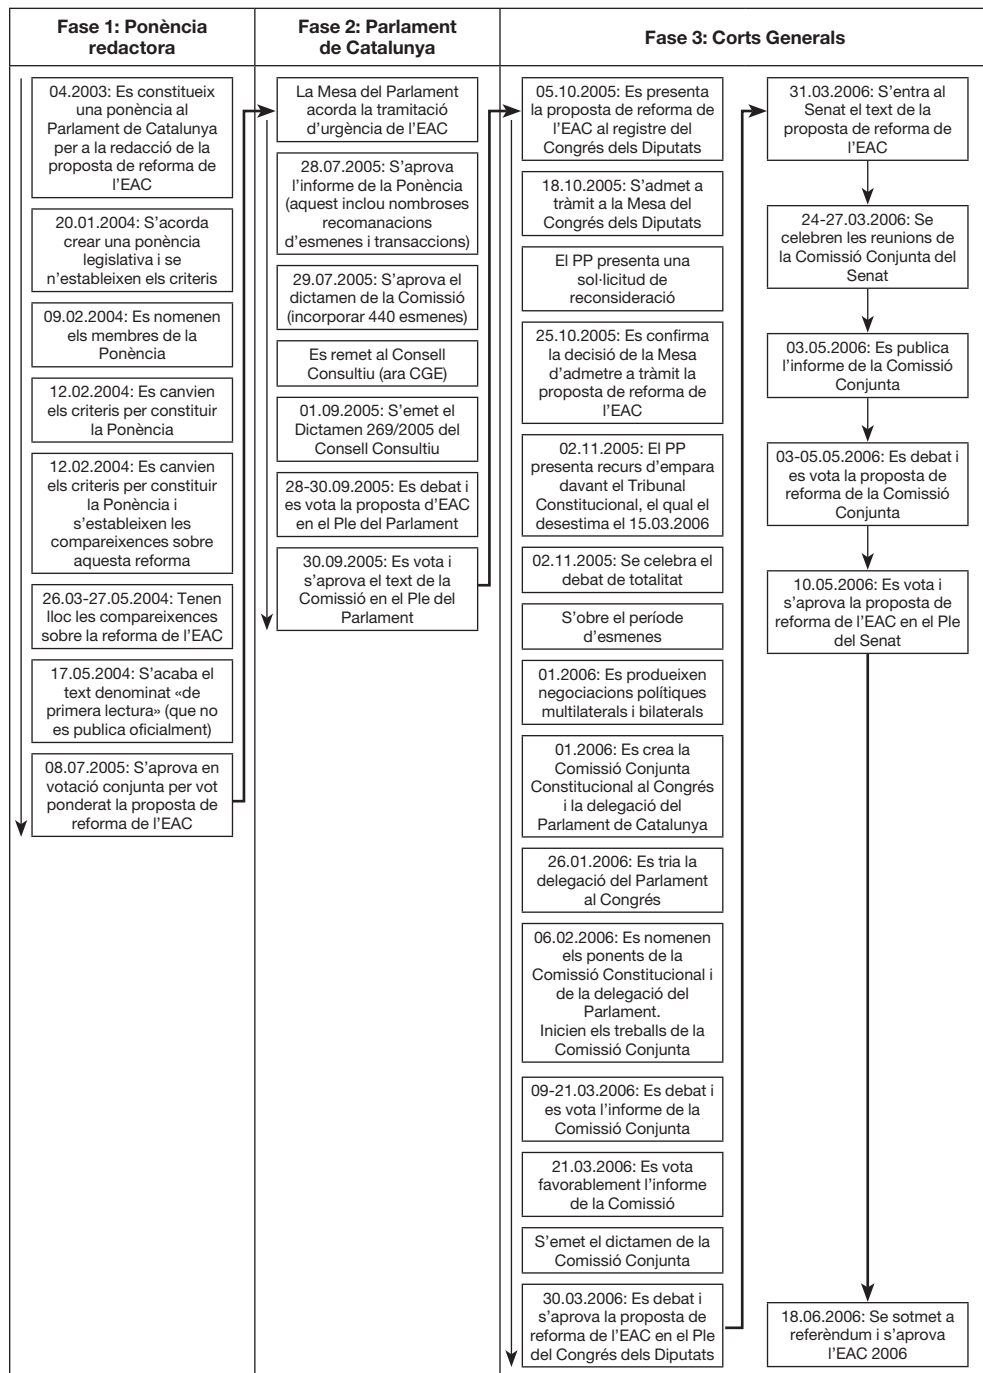 Fase 1: Ponència
redactora
Fase 2: Parlament
de Catalunya
Fase 3: Corts Generals
04.2003: Es constitueix
una ponència al
Parlament de Catalunya
per a la redacció de la
proposta de reforma de
l’EAC
20.01.2004: S’acorda
crear una ponència
legislativa i se
n’estableixen els criteris
09.02.2004: Es nomenen
els membres de la
Ponència
12.02.2004: Es canvien
els criteris per constituir
la Ponència
12.02.2004: Es canvien
els criteris per constituir
la Ponència i
s’estableixen les
compareixences sobre
aquesta reforma
26.03-27.05.2004: Tenen
lloc les compareixences
sobre la reforma de l’EAC
17.05.2004: S’acaba el
text denominat «de
primera lectura» (que no
es publica oficialment)
08.07.2005: S’aprova en
votació conjunta per vot
ponderat la proposta de
reforma de l’EAC
La Mesa del Parlament
acorda la tramitació
d’urgència de l’EAC
28.07.2005: S’aprova
l’informe de la Ponència
(aquest inclou nombroses
recomanacions
d’esmenes i transaccions)
29.07.2005: S’aprova el
dictamen de la Comissió
(incorporar 440 esmenes)
Es remet al Consell
Consultiu (ara CGE)
01.09.2005: S’emet el
Dictamen 269/2005 del
Consell Consultiu
28-30.09.2005: Es debat i
es vota la proposta d’EAC
en el Ple del Parlament
30.09.2005: Es vota i
s’aprova el text de la
Comissió en el Ple del
Parlament
05.10.2005: Es presenta
la proposta de reforma de
l’EAC al registre del
Congrés dels Diputats
18.10.2005: S’admet a
tràmit a la Mesa del
Congrés dels Diputats
El PP presenta una
sol·licitud de
reconsideració
25.10.2005: Es confirma
la decisió de la Mesa
d’admetre a tràmit la
proposta de reforma de
l’EAC
02.11.2005: El PP
presenta recurs d’empara
davant el Tribunal
Constitucional, el qual el
desestima el 15.03.2006
02.11.2005: Se celebra el
debat de totalitat
S’obre el període
d’esmenes
01.2006: Es produeixen
negociacions polítiques
multilaterals i bilaterals
01.2006: Es crea la
Comissió Conjunta
Constitucional al Congrés
i la delegació del
Parlament de Catalunya
26.01.2006: Es tria la
delegació del Parlament
al Congrés
06.02.2006: Es nomenen
els ponents de la
Comissió Constitucional i
de la delegació del
Parlament.
Inicien els treballs de la
Comissió Conjunta
09-21.03.2006: Es debat i
es vota l’informe de la
Comissió Conjunta
21.03.2006: Es vota
favorablement l’informe
de la Comissió
S’emet el dictamen de la
Comissió Conjunta
30.03.2006: Es debat i
s’aprova la proposta de
reforma de l’EAC en el Ple
del Congrés dels Diputats
31.03.2006: S’entra al
Senat el text de la
proposta de reforma de
l’EAC
24-27.03.2006: Se
celebren les reunions de
la Comissió Conjunta del
Senat
03.05.2006: Es publica
l’informe de la Comissió
Conjunta
03-05.05.2006: Es debat i
es vota la proposta de
reforma de la Comissió
Conjunta
10.05.2006: Es vota i
s’aprova la proposta de
reforma de l’EAC en el Ple
del Senat
18.06.2006: Se sotmet a
referèndum i s’aprova
l’EAC 2006